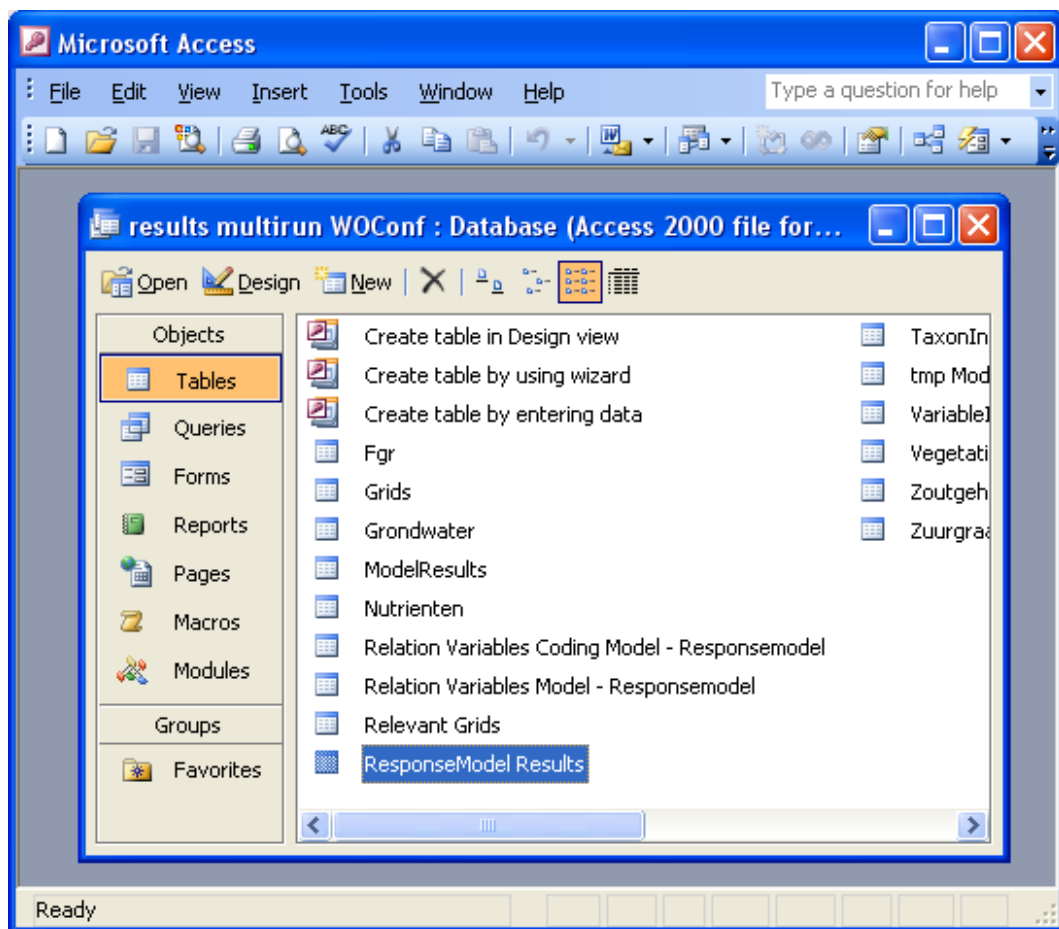 Microsoft Access
File Edit View Insert Tools Window Help Type a question for help
ABC
W
results multirun WOConf : Database (Access 2000 file for...
Open Design New
Objects
Tables
Queries
Forms
Reports
Pages
Macros
Modules
Groups
Favorites
Create table in Design view
Create table by using wizard
Create table by entering data
Fgr
Grids
Grondwater
ModelResults
Nutrienten
Relation Variables Coding Model - Responsemodel
Relation Variables Model - Responsemodel
Relevant Grids
ResponseModel Results
TaxonIn
tmp Mod
VariableI
Vegetati
Zoutgeh
Zuurgraa
Ready